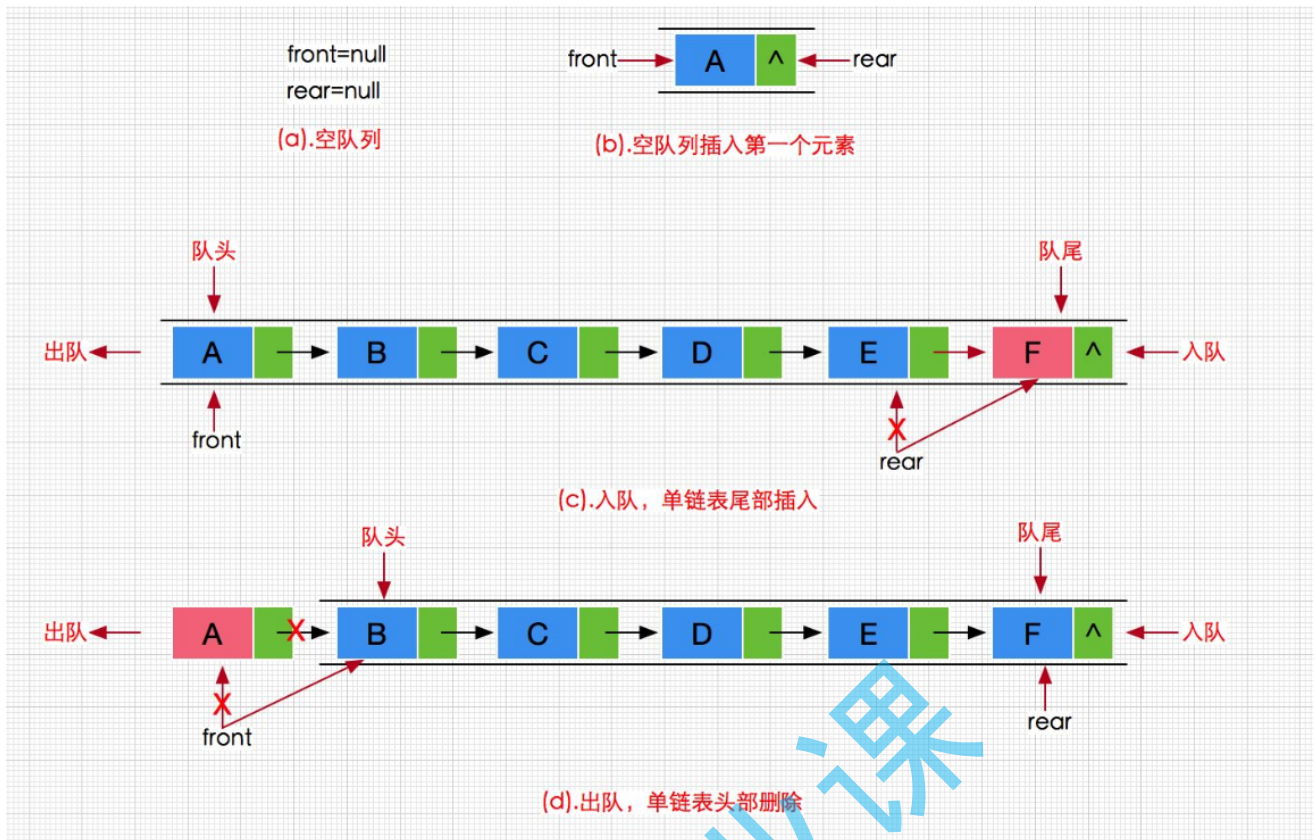 front=null
rear=null
(a).空队列
front A ^ rear
(b).空队列插入第一个元素
队头 队尾
出队 A B C D E F ^ 入队
X
front rear
(c).入队，单链表尾部插入
队头 队尾
出队 A X B C D E F ^ 入队
X
front rear
(d).出队，单链表头部删除
课